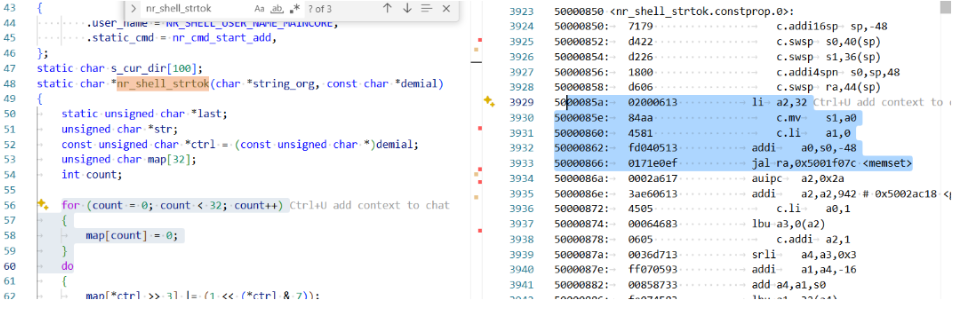 nr_shell_strtok
Aa ab .* ? of 3
43 {
44 .user_name = NR_SHELL_USER_NAME_MAINCORE,
45 .static_cmd = nr_cmd_start_add,
46 };
47 static char s_cur_dir[100];
48 static char *nr_shell_strtok(char *string_org, const char *demial)
49 {
50 static unsigned char *last;
51 unsigned char *str;
52 const unsigned char *ctrl = (const unsigned char *)demial;
53 unsigned char map[32];
54 int count;
55
56 for (count = 0; count < 32; count++) Ctrl+U add context to chat
57 {
58 map[count] = 0;
59 }
60 do
61 {
62 map[*ctrl >> 3] |= (1 << (*ctrl & 7));
3923 50000850 <nr_shell_strtok.constprop.0>:
3924 50000850: 7179 c.addi16sp sp,-48
3925 50000852: d422 c.swsp s0,40(sp)
3926 50000854: d226 c.swsp s1,36(sp)
3927 50000856: 1800 c.addi4spn s0,sp,48
3928 50000858: d606 c.swsp ra,44(sp)
3929 5000085a: 02000613 li a2,32 Ctrl+U add context to c
3930 5000085e: 84aa c.mv s1,a0
3931 50000860: 4581 c.li a1,0
3932 50000862: fd040513 addi a0,s0,-48
3933 50000866: 0171e0ef jal ra,0x5001f07c <memset>
3934 5000086a: 0002a617 auipc a2,0x2a
3935 5000086e: 3ae60613 addi a2,a2,942 # 0x5002ac18 <p
3936 50000872: 4505 c.li a0,1
3937 50000874: 00064683 lbu a3,0(a2)
3938 50000878: 0605 c.addi a2,1
3939 5000087a: 0036d713 srli a4,a3,0x3
3940 5000087e: ff070593 addi a1,a4,-16
3941 50000882: 00858733 add a4,a1,s0